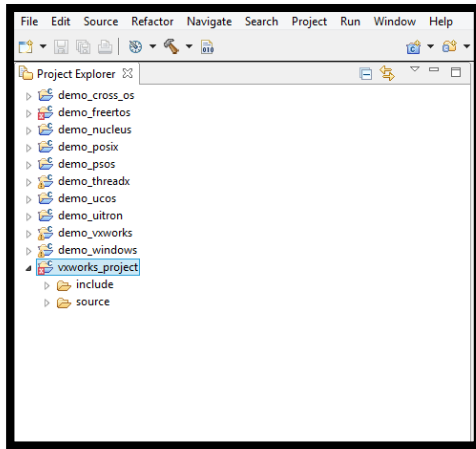 File Edit Source Refactor Navigate Search Project Run Window Help
Project Explorer
demo_cross_os
demo_freertos
demo_nucleus
demo_posix
demo_psos
demo_threadx
demo_ucos
demo_uitron
demo_vxworks
demo_windows
vxworks_project
include
source